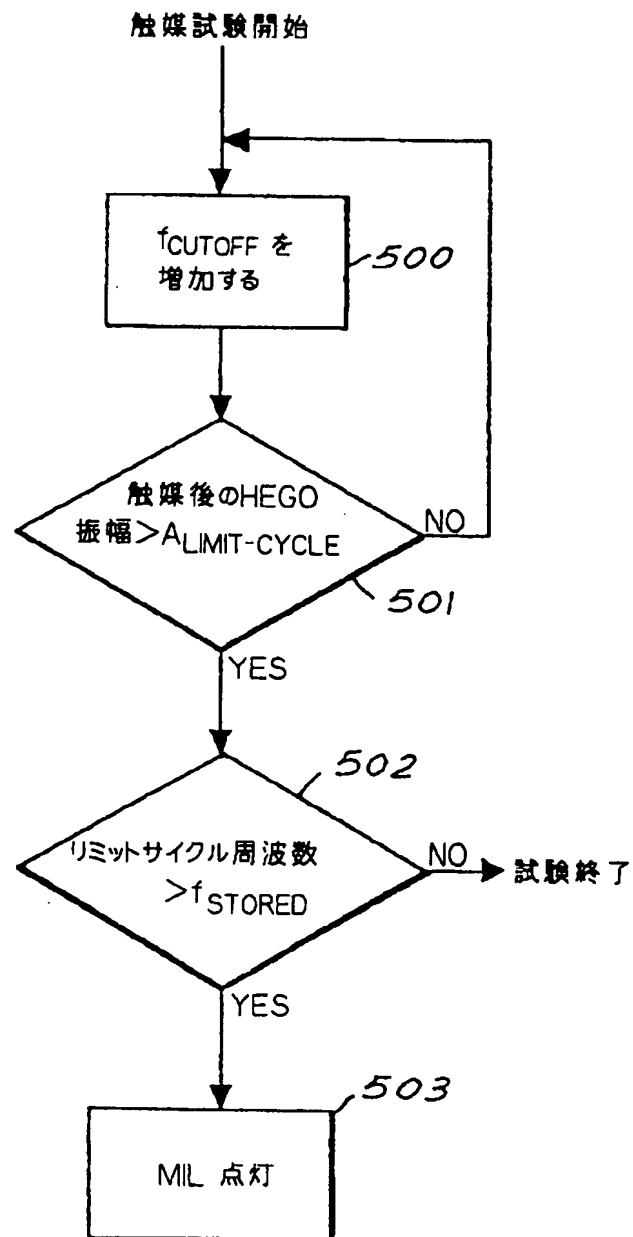 触媒試験開始
fCUTOFF を
増加する
500
触媒後のHEGO
振幅>ALIMIT-CYCLE
NO
501
YES
502
リミットサイクル周波数
>fSTORED
NO
試験終了
YES
503
MIL 点灯